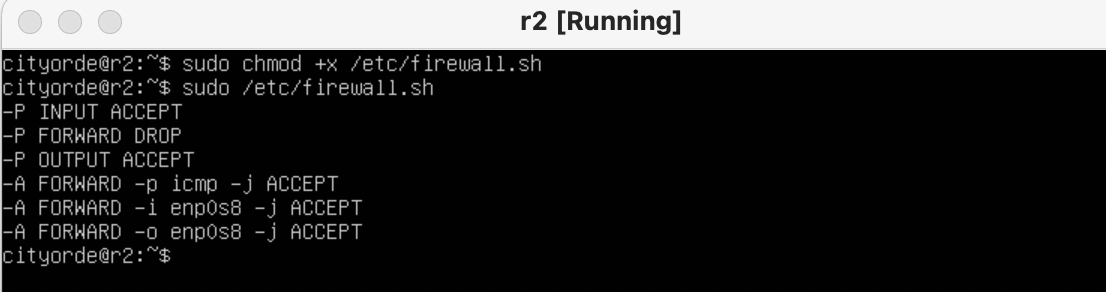 r2 [Running]
cityorde@r2:~$ sudo chmod +x /etc/firewall.sh
cityorde@r2:~$ sudo /etc/firewall.sh
-P INPUT ACCEPT
-P FORWARD DROP
-P OUTPUT ACCEPT
-A FORWARD -p icmp -j ACCEPT
-A FORWARD -i enp0s8 -j ACCEPT
-A FORWARD -o enp0s8 -j ACCEPT
cityorde@r2:~$